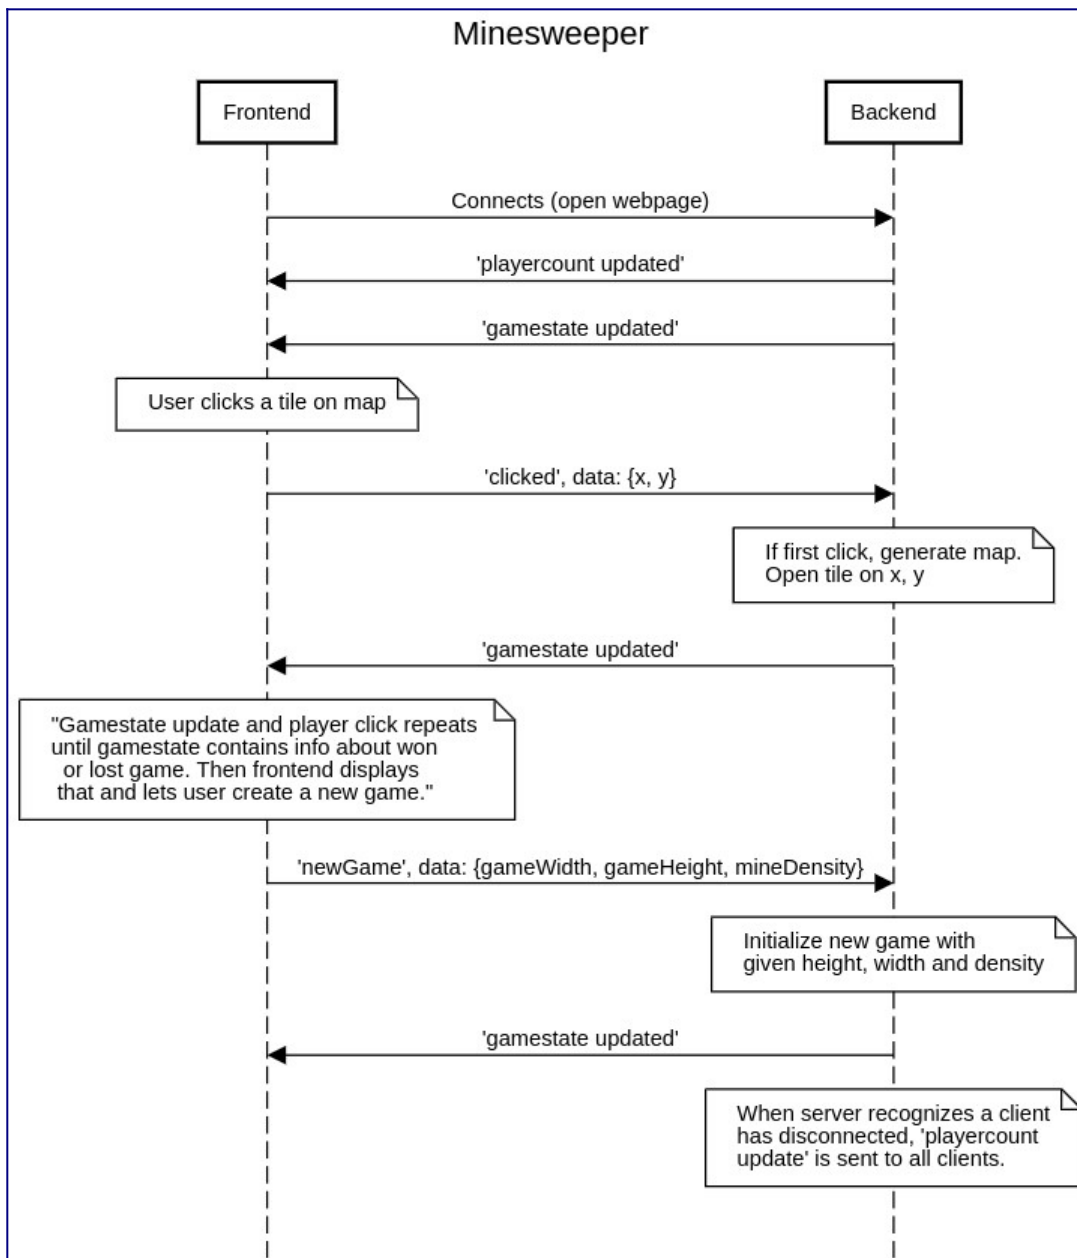 Minesweeper
Frontend
Backend
Connects (open webpage)
'playercount updated'
'gamestate updated'
User clicks a tile on map
'clicked', data: {x, y}
If first click, generate map.
Open tile on x, y
'gamestate updated'
"Gamestate update and player click repeats
until gamestate contains info about won
or lost game. Then frontend displays
that and lets user create a new game."
'newGame', data: {gameWidth, gameHeight, mineDensity}
Initialize new game with
given height, width and density
'gamestate updated'
When server recognizes a client
has disconnected, 'playercount
update' is sent to all clients.